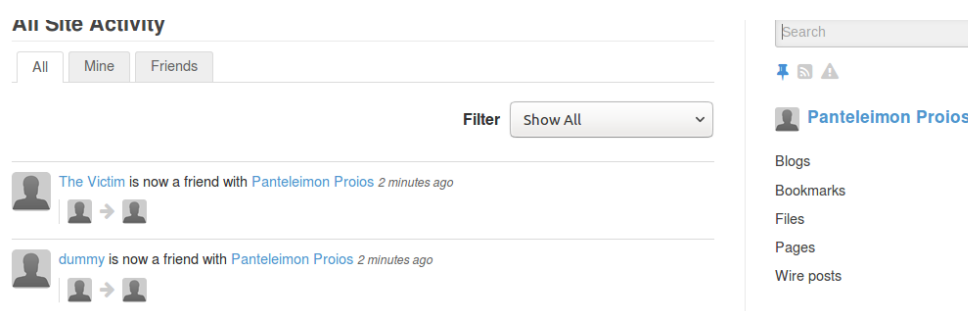 All Site Activity
All
Mine
Friends
Filter
Show All
The Victim is now a friend with Panteleimon Proios 2 minutes ago
dummy is now a friend with Panteleimon Proios 2 minutes ago
Search
Panteleimon Proios
Blogs
Bookmarks
Files
Pages
Wire posts